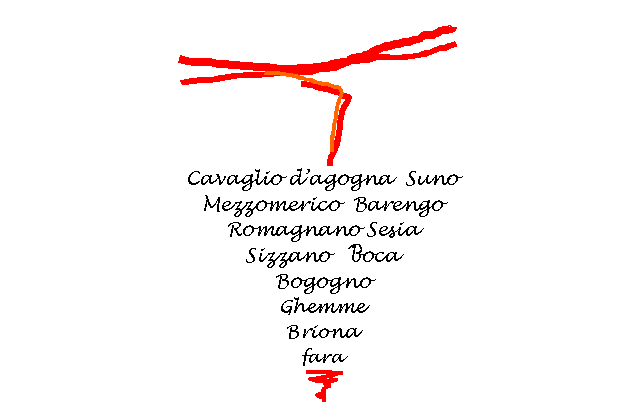 Cavaglio d'agogna Suno
Mezzomerico Barengo
Romagnano Sesia
Sizzano Boca
Bogogno
Ghemme
Briona
fara